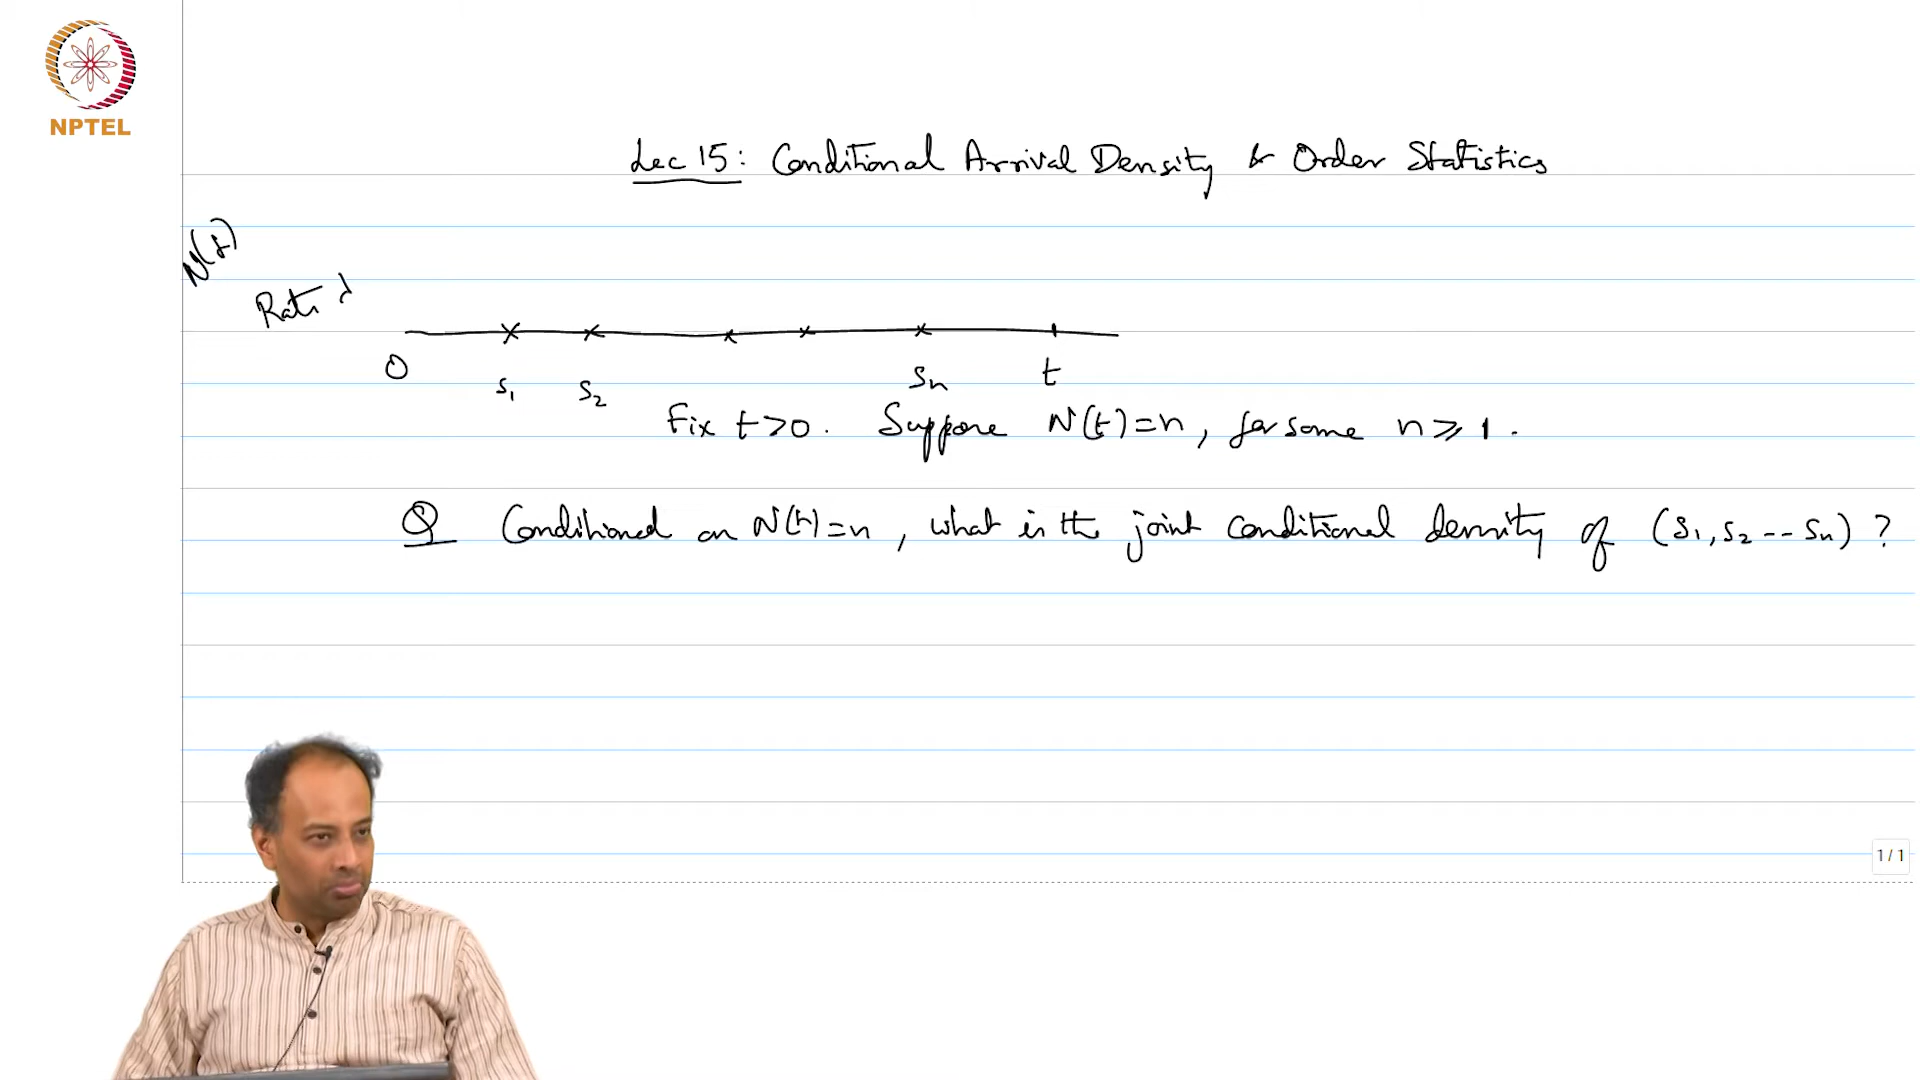 NPTEL
Lec 15: Conditional Arrival Density & Order Statistics
N(t)
Rate λ
0 S₁ S₂ Sₙ t
Fix t>0. Suppose N(t)=n, for some n ≥ 1.
Q Conditioned on N(t)=n, what is the joint conditional density of (S₁, S₂ -- Sₙ) ?
1 / 1